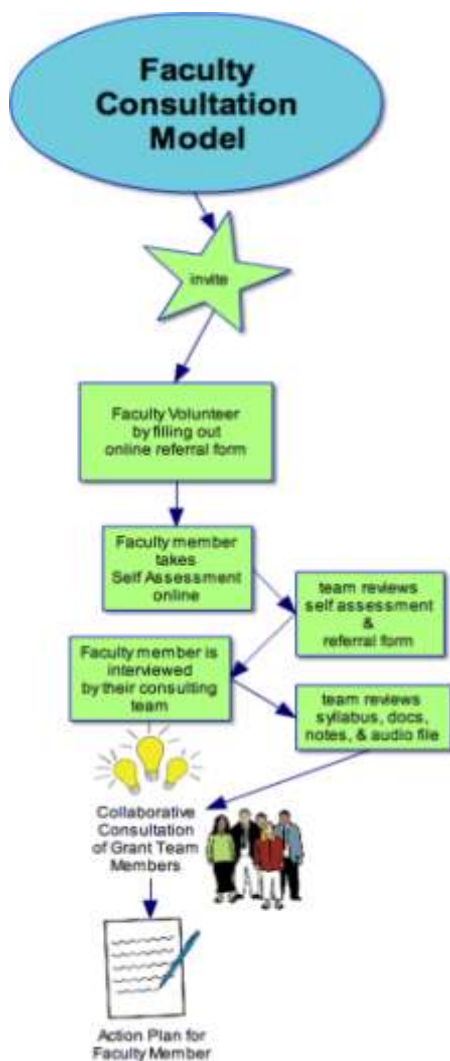 Faculty
Consultation
Model
invite
Faculty Volunteer
by filling out
online referral form
Faculty member
takes
Self Assessment
online
team reviews
self assessment
&
referral form
Faculty member is
interviewed
by their consulting
team
team reviews
syllabus, docs,
notes, & audio file
Collaborative
Consultation
of Grant Team
Members
Action Plan for
Faculty Member